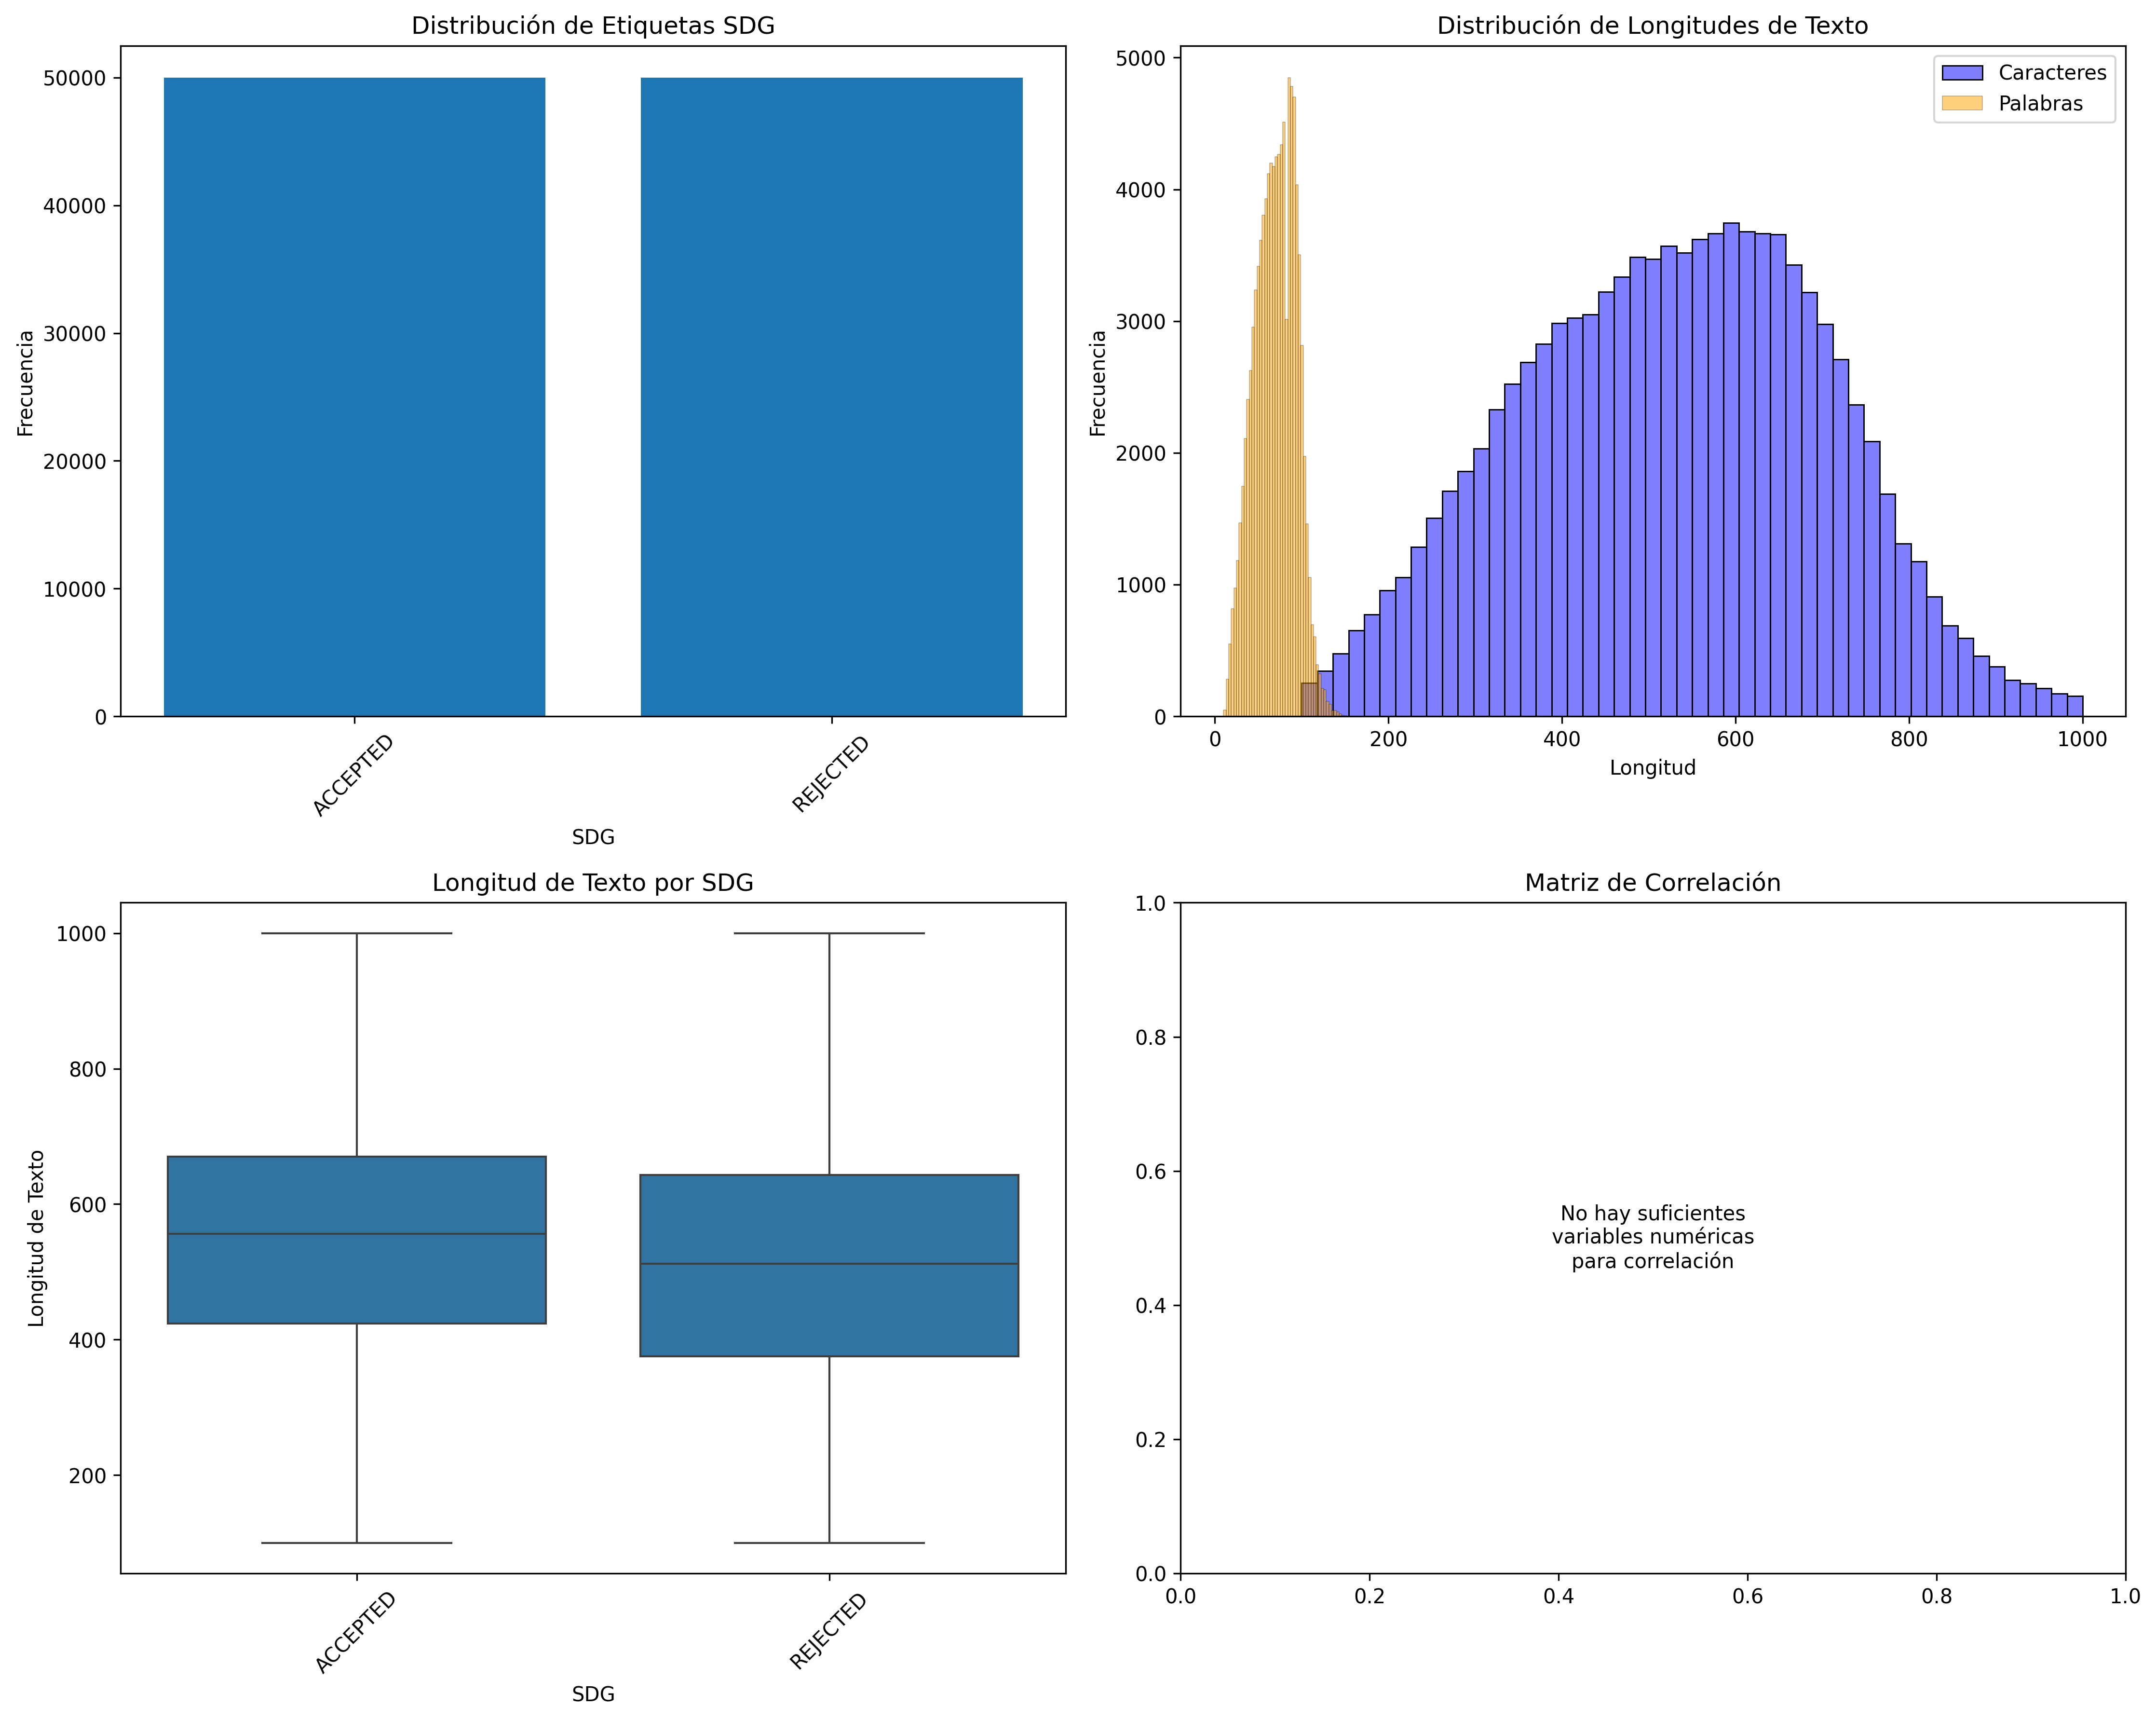 Distribución de Etiquetas SDG
50000
40000
30000
20000
10000
0
Frecuencia
ACCEPTED
REJECTED
SDG
Distribución de Longitudes de Texto
Caracteres
Palabras
5000
4000
3000
2000
1000
0
Frecuencia
0
200
400
600
800
1000
Longitud
Longitud de Texto por SDG
1000
800
600
400
200
Longitud de Texto
ACCEPTED
REJECTED
SDG
Matriz de Correlación
1.0
0.8
0.6
0.4
0.2
0.0
No hay suficientes
variables numéricas
para correlación
0.0
0.2
0.4
0.6
0.8
1.0